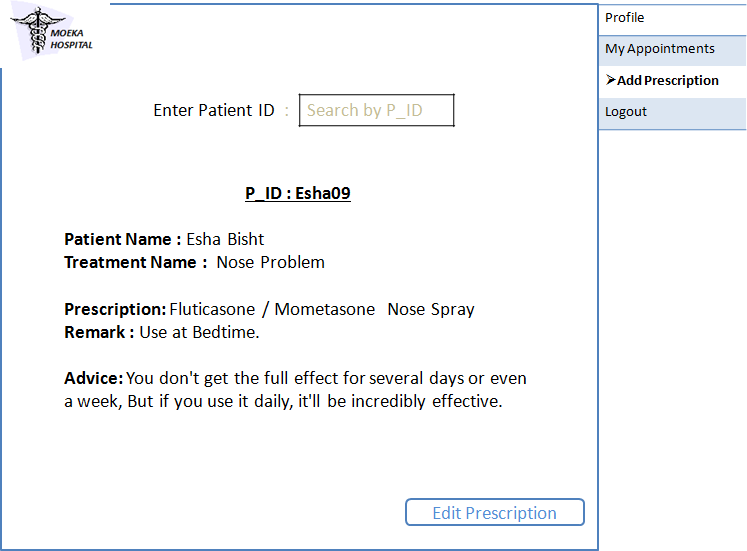 MOEKA
HOSPITAL
Profile
My Appointments
➤Add Prescription
Logout
Enter Patient ID : Search by P_ID
P_ID : Esha09
Patient Name : Esha Bisht
Treatment Name : Nose Problem
Prescription: Fluticasone / Mometasone Nose Spray
Remark : Use at Bedtime.
Advice: You don't get the full effect for several days or even
a week, But if you use it daily, it'll be incredibly effective.
Edit Prescription